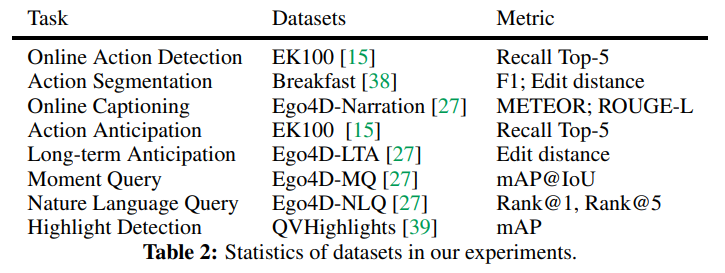 Task Datasets Metric
Online Action Detection EK100 [15] Recall Top-5
Action Segmentation Breakfast [38] F1; Edit distance
Online Captioning Ego4D-Narration [27] METEOR; ROUGE-L
Action Anticipation EK100 [15] Recall Top-5
Long-term Anticipation Ego4D-LTA [27] Edit distance
Moment Query Ego4D-MQ [27] mAP@IoU
Nature Language Query Ego4D-NLQ [27] Rank@1, Rank@5
Highlight Detection QVHighlights [39] mAP
Table 2: Statistics of datasets in our experiments.